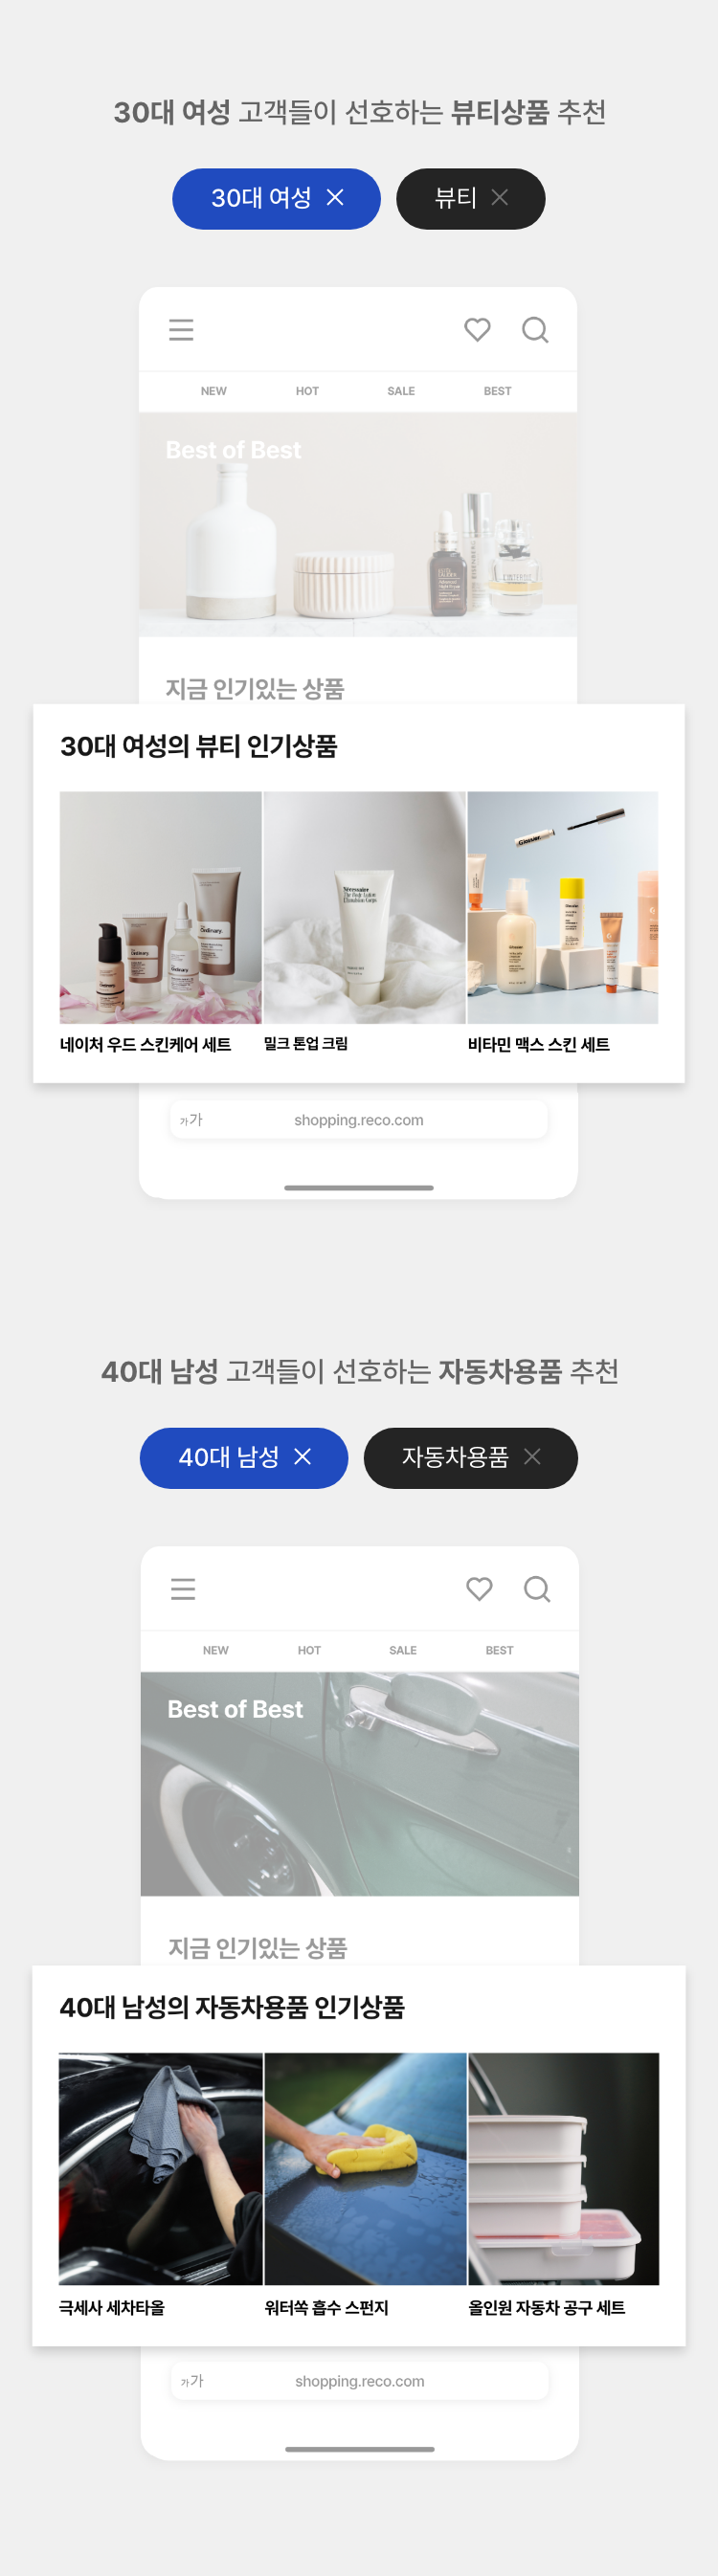 30대 여성 고객들이 선호하는 뷰티상품 추천
30대 여성 ×
뷰티 ×
NEW HOT SALE BEST
Best of Best
지금 인기있는 상품
30대 여성의 뷰티 인기상품
Ordinary.
Ordinary.
Ordinary.
Nécessaire
The Body Lotion
Glossier.
네이처 우드 스킨케어 세트
밀크 톤업 크림
비타민 맥스 스킨 세트
가가 shopping.reco.com
40대 남성 고객들이 선호하는 자동차용품 추천
40대 남성 ×
자동차용품 ×
NEW HOT SALE BEST
Best of Best
지금 인기있는 상품
40대 남성의 자동차용품 인기상품
극세사 세차타올
워터쏙 흡수 스펀지
올인원 자동차 공구 세트
가가 shopping.reco.com